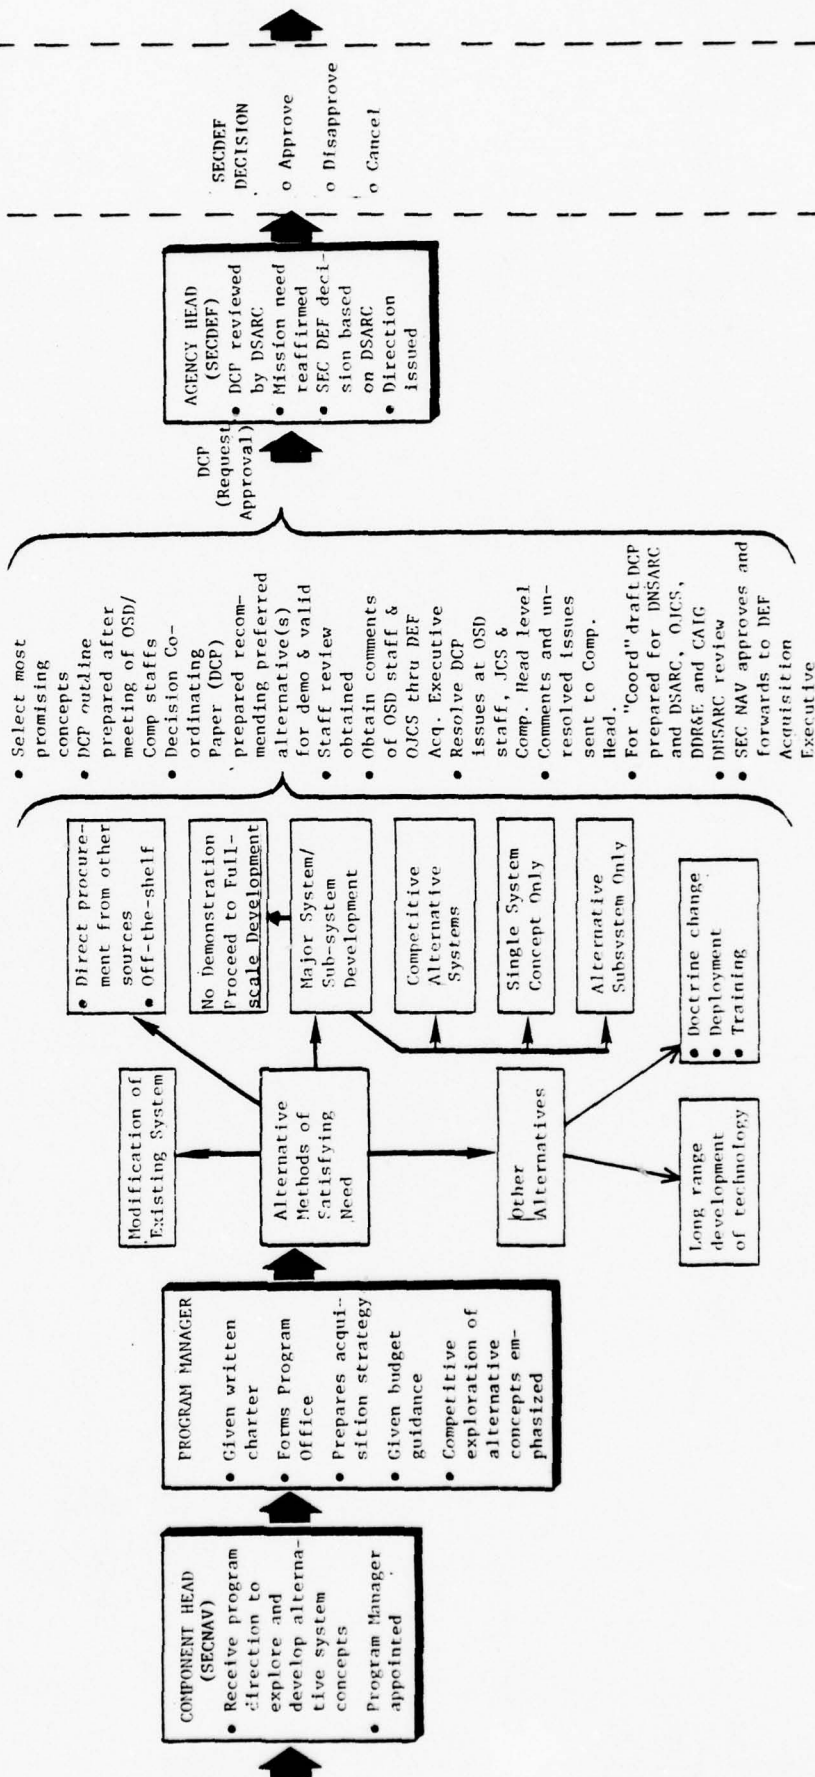 COMPONENT HEAD
(SECNAV)
• Receive program
direction to
explore and
develop alterna-
tive system
concepts
• Program Manager
appointed
PROGRAM MANAGER
• Given written
charter
• Forms Program
Office
• Prepares acqui-
sition strategy
• Given budget
guidance
• Competitive
exploration of
alternative
concepts em-
phasized
Modification of
Existing System
Alternative
Methods of
Satisfying
Need
Other
Alternatives
Long range
development
of technology
• Direct procure-
ment from other
sources
• Off-the-shelf
No Demonstration
Proceed to Full-
scale Development
Major System/
Sub-system
Development
Competitive
Alternative
Systems
Single System
Concept Only
Alternative
Subsystem Only
• Doctrine change
• Deployment
• Training
• Select most
promising
concepts
• DCP outline
prepared after
meeting of OSD/
Comp staffs
• Decision Co-
ordinating
Paper (DCP)
prepared recom-
mending preferred
alternative(s)
for demo & valid
• Staff review
obtained
• Obtain comments
of OSD staff &
OJCS thru DEF
Acq. Executive
• Resolve DCP
issues at OSD
staff, JCS &
Comp. Head level
• Comments and un-
resolved issues
sent to Comp.
Head.
• For "Coord" draft DCP
prepared for DNSARC
and DSARC, OJCS,
DDR&E and CAIG
• DNSARC review
• SEC NAV approves and
forwards to DEF
Acquisition
Executive
DCP
(Request
Approval)
AGENCY HEAD
(SECDEF)
• DCP reviewed
by DSARC
• Mission need
reaffirmed
• SEC DEF deci-
sion based
on DSARC
• Direction
issued
SECDEF
DECISION
o Approve
o Disapprove
o Cancel